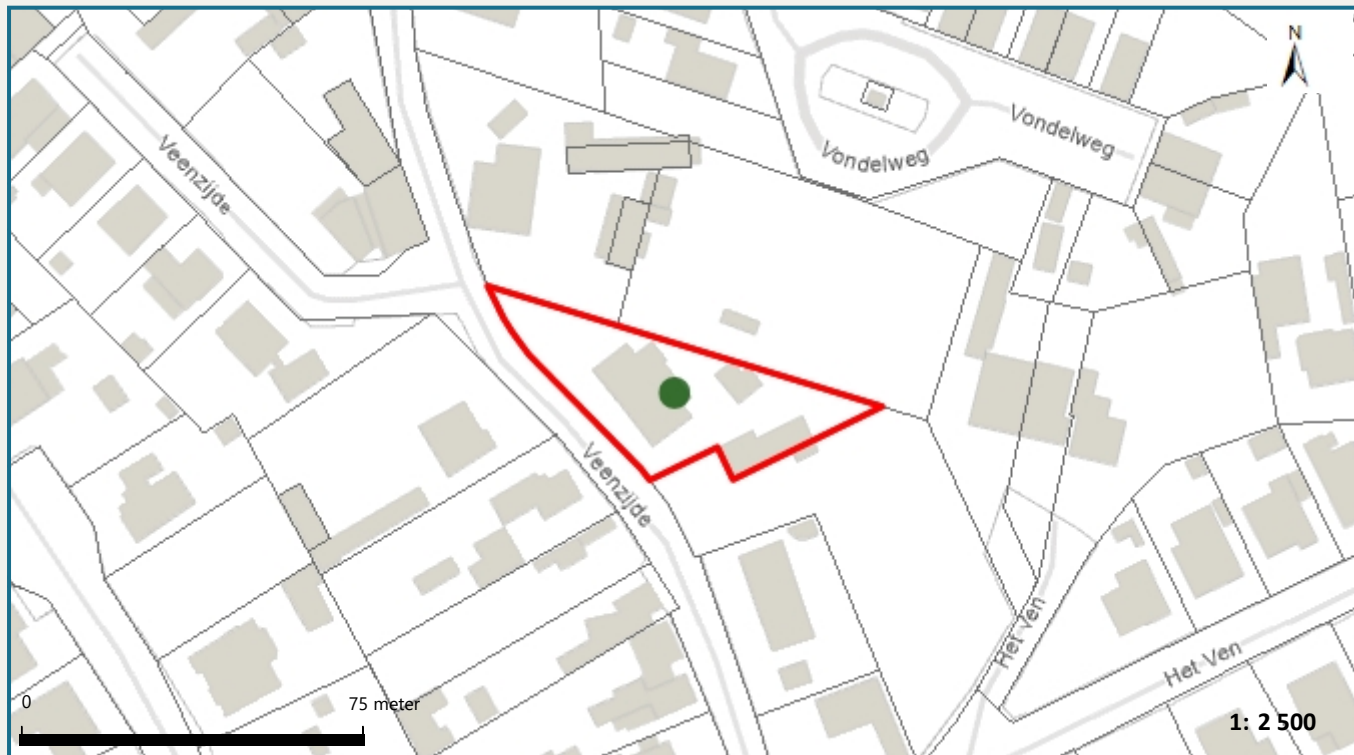 N
Vondelweg
Vondelweg
Veenzijde
Veenzijde
Het Ven
Het Ven
0
75 meter
1: 2 500